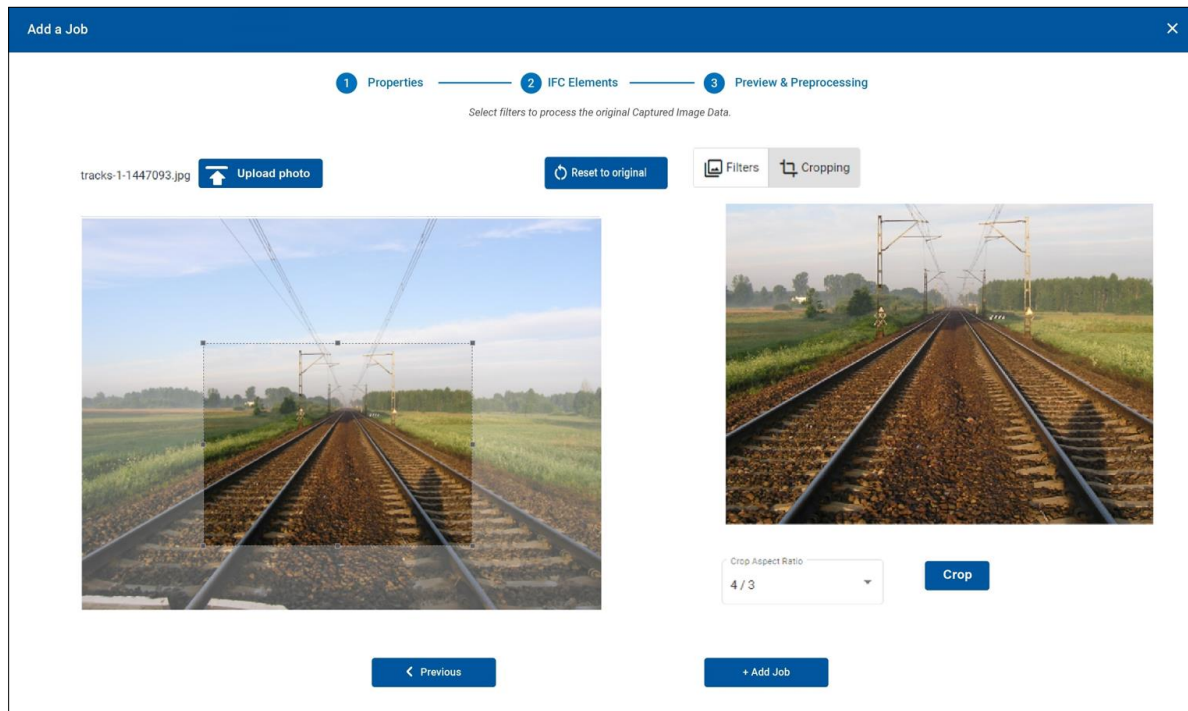 Add a Job
1 Properties 2 IFC Elements 3 Preview & Preprocessing
Select filters to process the original Captured Image Data.
tracks-1-1447093.jpg Upload photo Reset to original Filters Cropping
Crop Aspect Ratio
4 / 3 Crop
Previous + Add Job